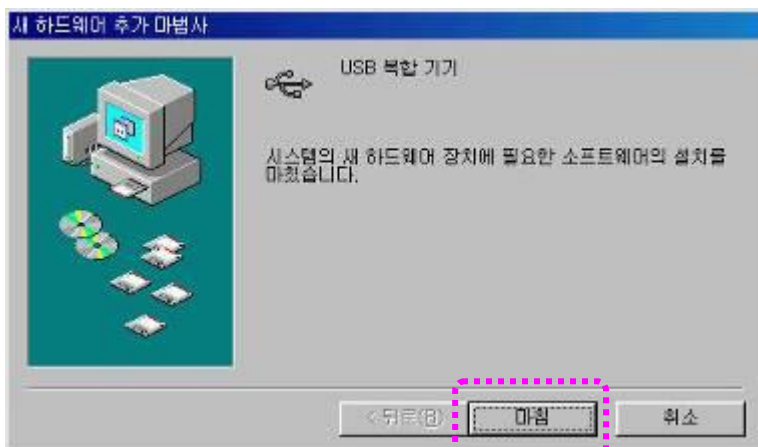 새 하드웨어 추가 마법사
USB 복합 기기
시스템의 새 하드웨어 장치에 필요한 소프트웨어의 설치를
마쳤습니다.
<뒤로(B) 마침 취소